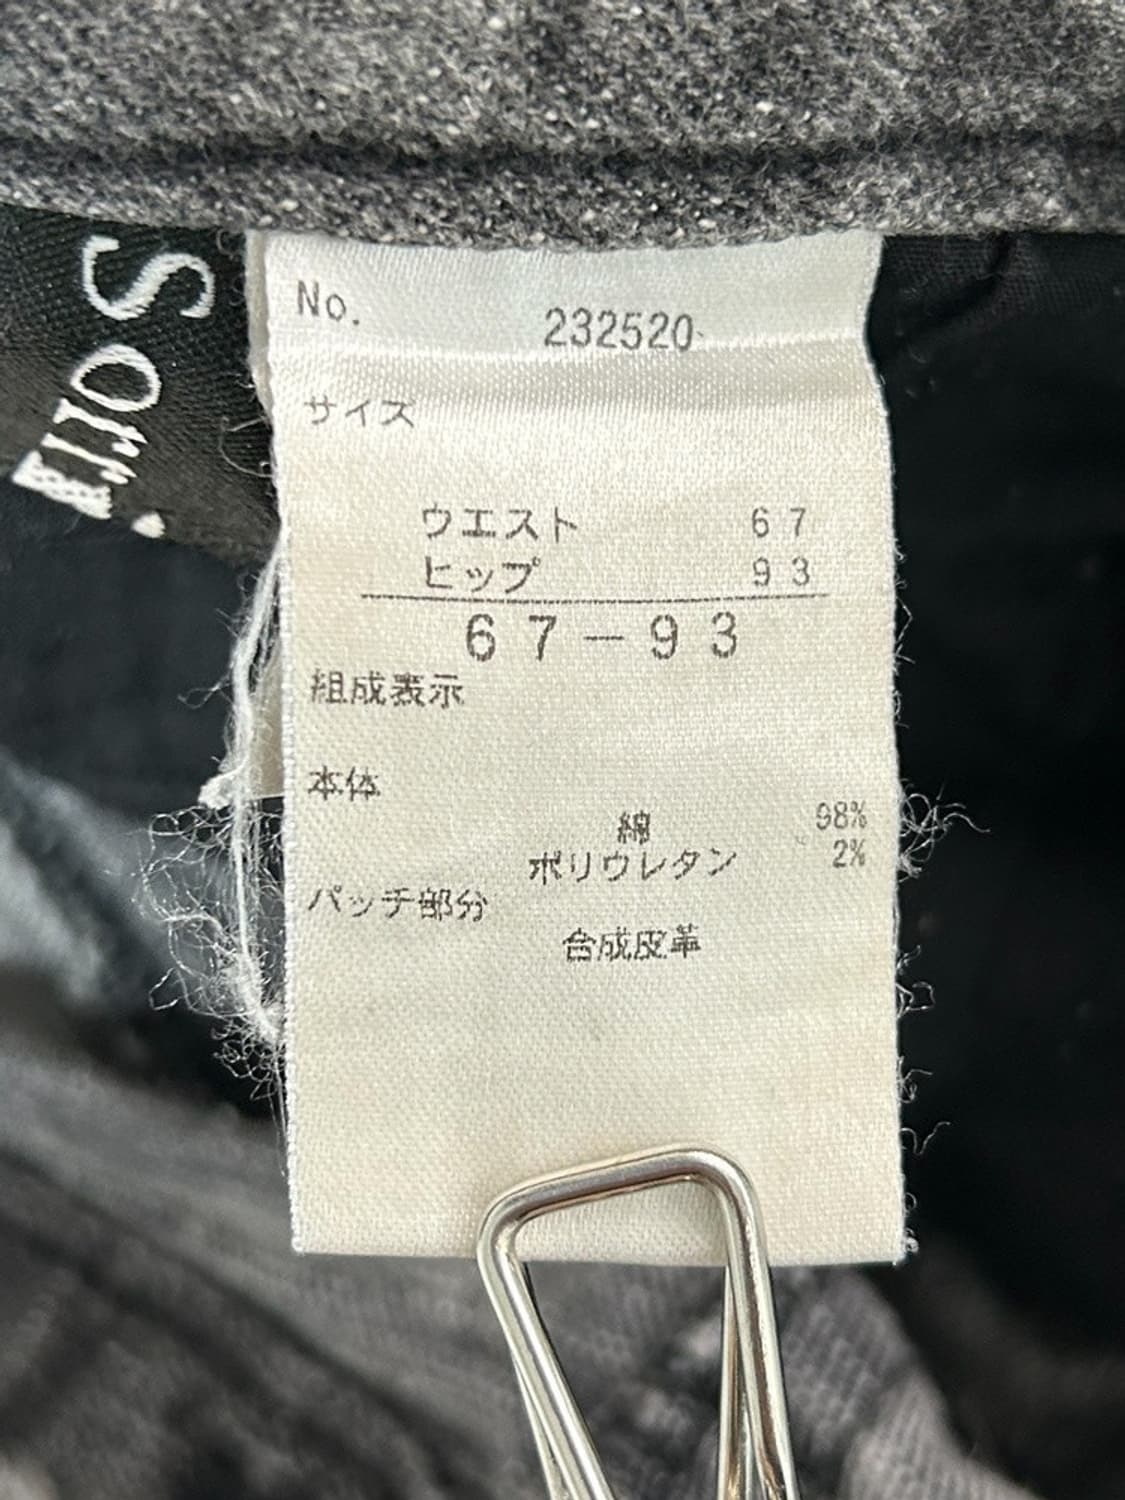 No. 232520
サイズ
ウエスト 67
ヒップ 93
67-93
組成表示
本体
綿 98%
ポリウレタン 2%
パッチ部分
合成皮革